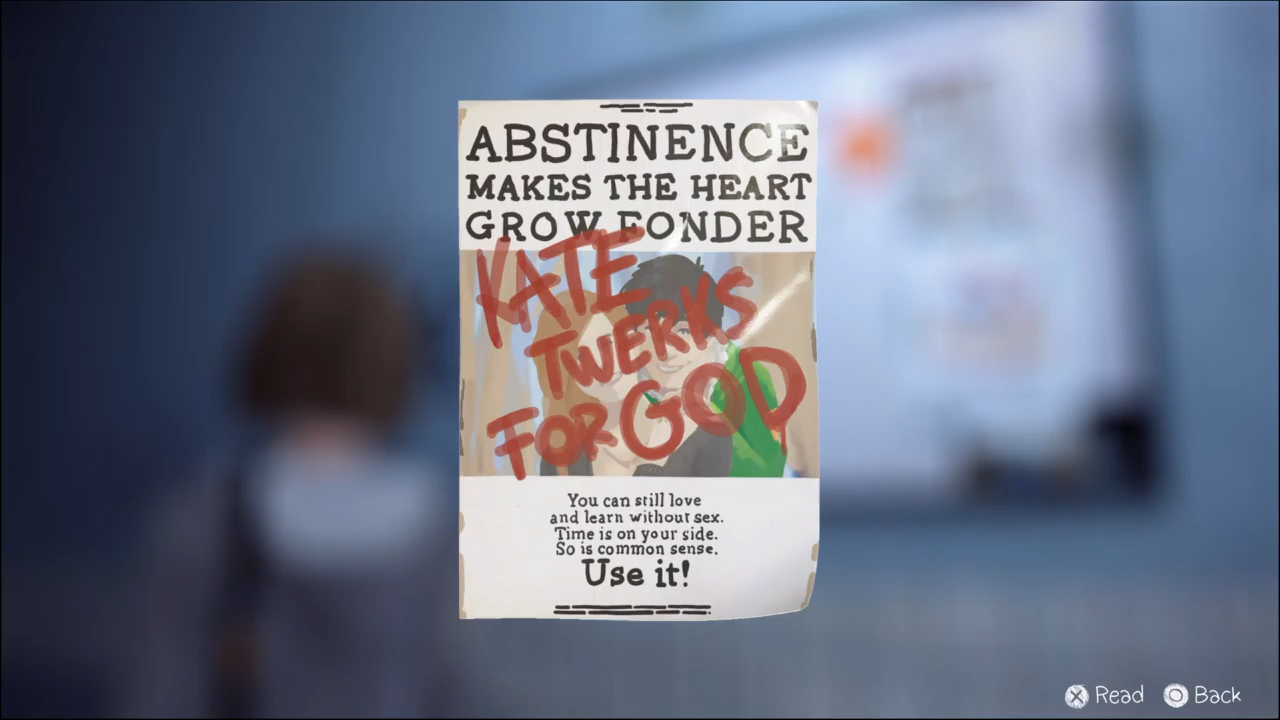 ABSTINENCE
MAKES THE HEART
GROW FONDER
KATE
TWERKS
FOR GOD
You can still love
and learn without sex.
Time is on your side.
So is common sense.
Use it!
Read
Back